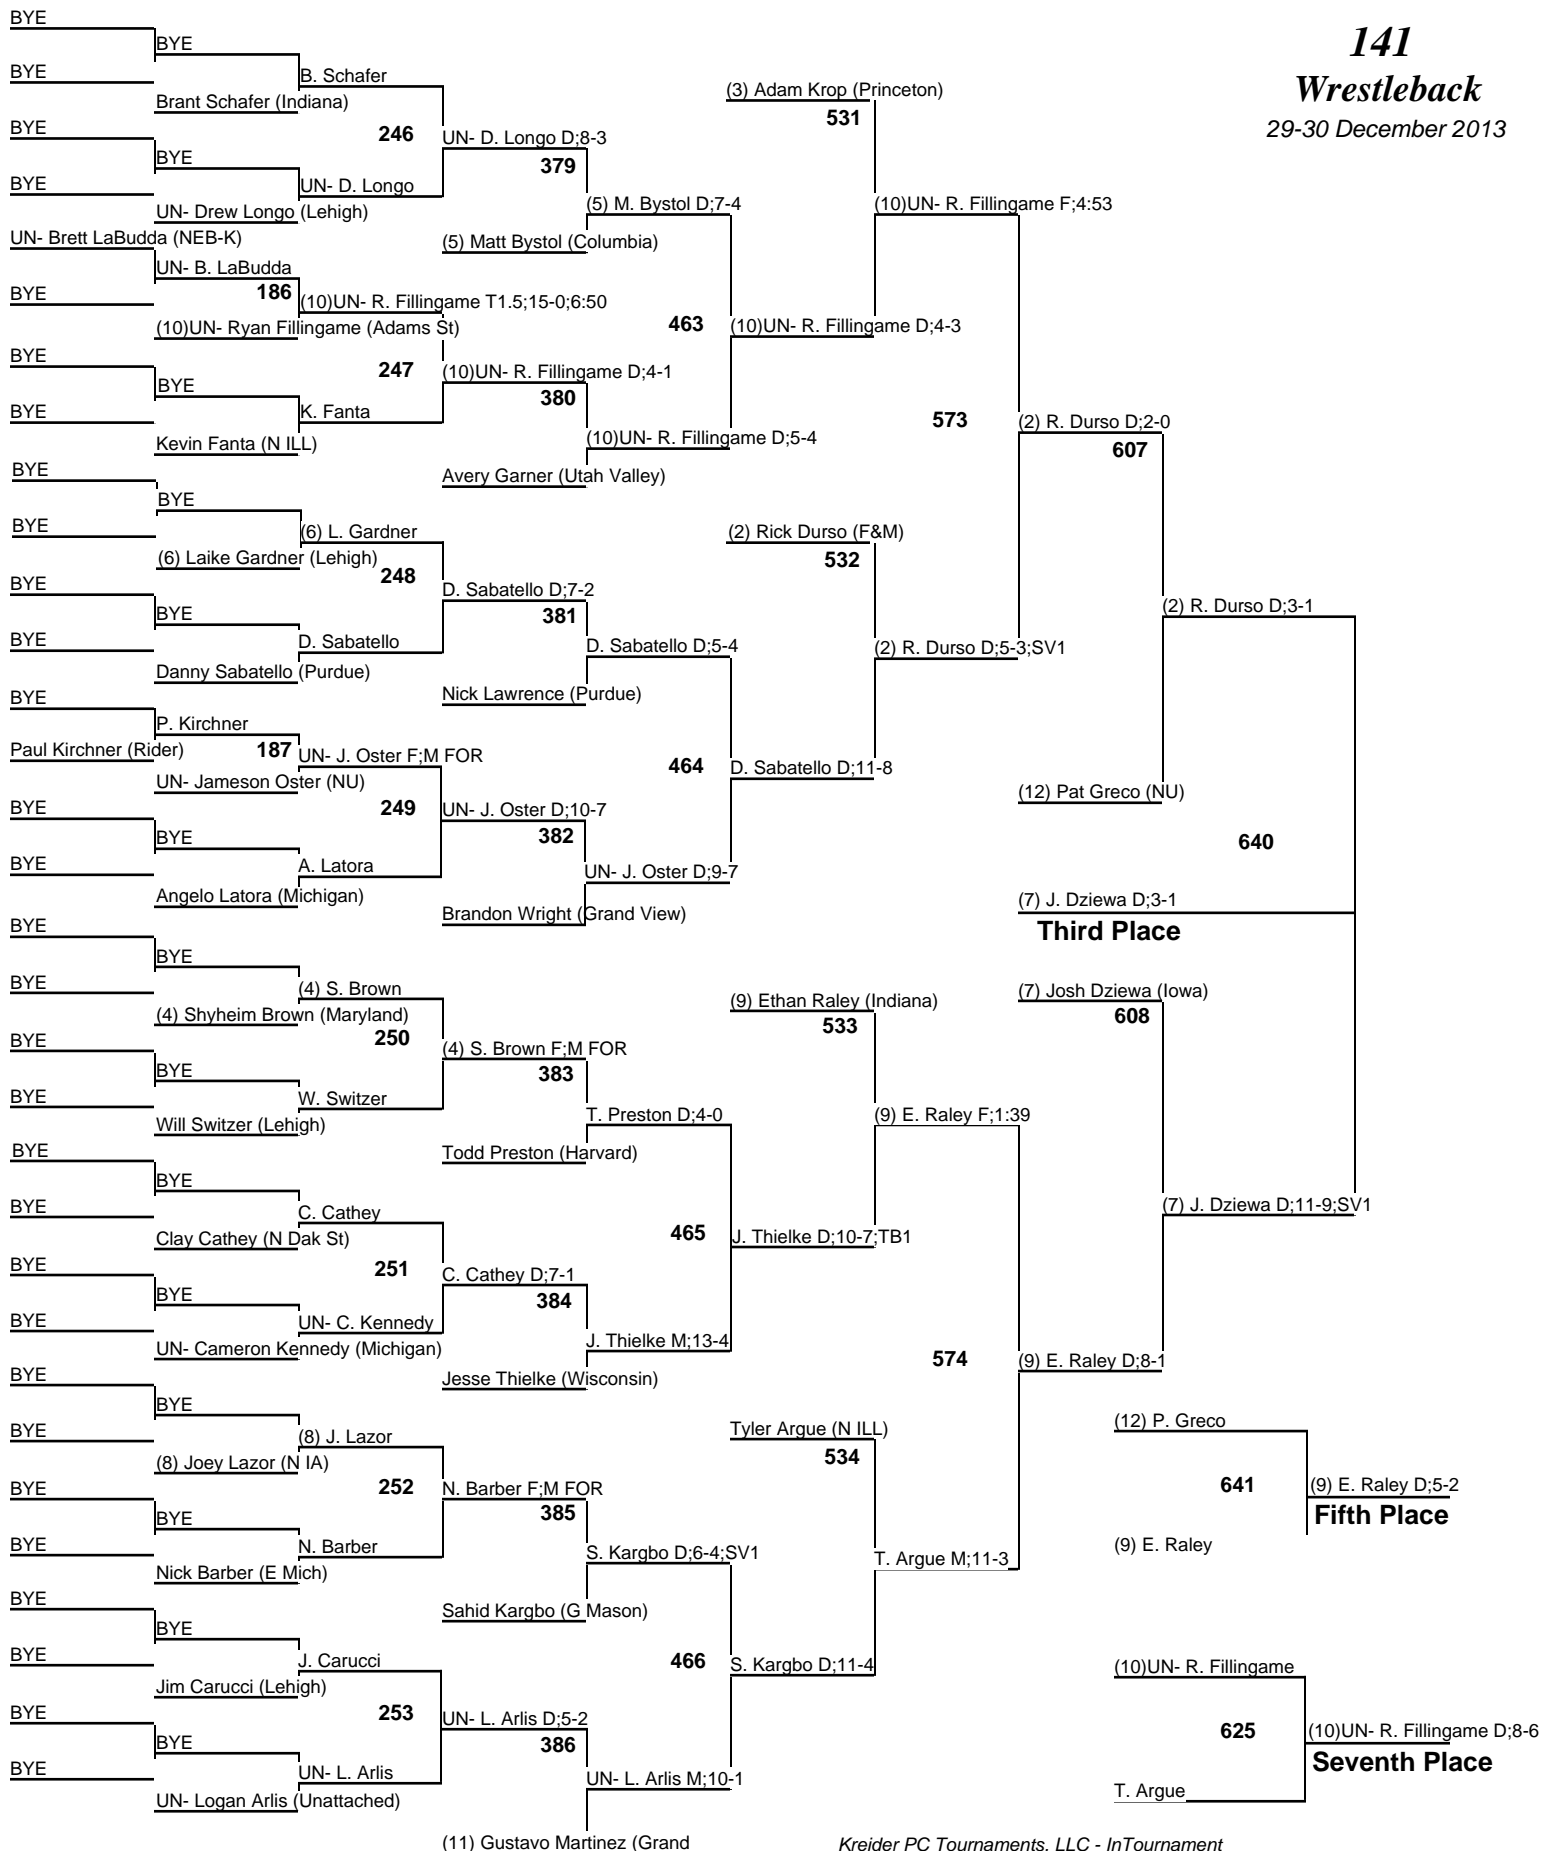 141
Wrestleback
29-30 December 2013
BYE
BYE
BYE
B. Schafer
Brant Schafer (Indiana)
246
BYE
UN- D. Longo D;8-3
BYE
379
BYE
UN- D. Longo
UN- Drew Longo (Lehigh)
(5) M. Bystol D;7-4
(5) Matt Bystol (Columbia)
UN- Brett LaBudda (NEB-K)
UN- B. LaBudda
186
BYE
(10)UN- R. Fillingame T1.5;15-0;6:50
(10)UN- Ryan Fillingame (Adams St)
463
(10)UN- R. Fillingame D;4-3
BYE
247
(10)UN- R. Fillingame D;4-1
BYE
380
BYE
K. Fanta
Kevin Fanta (N ILL)
(10)UN- R. Fillingame D;5-4
Avery Garner (Utah Valley)
(3) Adam Krop (Princeton)
531
(10)UN- R. Fillingame F;4:53
573
(2) R. Durso D;2-0
607
BYE
BYE
BYE
(6) L. Gardner
(6) Laike Gardner (Lehigh)
248
BYE
D. Sabatello D;7-2
BYE
381
BYE
D. Sabatello
Danny Sabatello (Purdue)
D. Sabatello D;5-4
Nick Lawrence (Purdue)
(2) Rick Durso (F&M)
532
(2) R. Durso D;5-3;SV1
(2) R. Durso D;3-1
BYE
P. Kirchner
Paul Kirchner (Rider)
187
UN- J. Oster F;M FOR
UN- Jameson Oster (NU)
464
D. Sabatello D;11-8
249
BYE
UN- J. Oster D;10-7
BYE
382
BYE
A. Latora
Angelo Latora (Michigan)
UN- J. Oster D;9-7
Brandon Wright (Grand View)
(12) Pat Greco (NU)
640
(7) J. Dziewa D;3-1
Third Place
BYE
BYE
BYE
(4) S. Brown
(4) Shyheim Brown (Maryland)
250
BYE
(4) S. Brown F;M FOR
BYE
383
BYE
W. Switzer
Will Switzer (Lehigh)
T. Preston D;4-0
Todd Preston (Harvard)
(9) Ethan Raley (Indiana)
533
(7) Josh Dziewa (Iowa)
608
(9) E. Raley F;1:39
BYE
BYE
BYE
C. Cathey
Clay Cathey (N Dak St)
465
J. Thielke D;10-7;TB1
(7) J. Dziewa D;11-9;SV1
251
BYE
C. Cathey D;7-1
BYE
384
BYE
UN- C. Kennedy
UN- Cameron Kennedy (Michigan)
J. Thielke M;13-4
Jesse Thielke (Wisconsin)
574
(9) E. Raley D;8-1
BYE
BYE
BYE
(8) J. Lazor
(8) Joey Lazor (N IA)
252
BYE
N. Barber F;M FOR
BYE
385
BYE
N. Barber
Nick Barber (E Mich)
S. Kargbo D;6-4;SV1
Sahid Kargbo (G Mason)
Tyler Argue (N ILL)
534
T. Argue M;11-3
(12) P. Greco
641
(9) E. Raley D;5-2
Fifth Place
(9) E. Raley
BYE
BYE
BYE
J. Carucci
Jim Carucci (Lehigh)
466
S. Kargbo D;11-4
253
BYE
UN- L. Arlis D;5-2
BYE
386
BYE
UN- L. Arlis
UN- Logan Arlis (Unattached)
UN- L. Arlis M;10-1
(11) Gustavo Martinez (Grand
(10)UN- R. Fillingame
625
(10)UN- R. Fillingame D;8-6
Seventh Place
T. Argue
Kreider PC Tournaments, LLC - InTournament